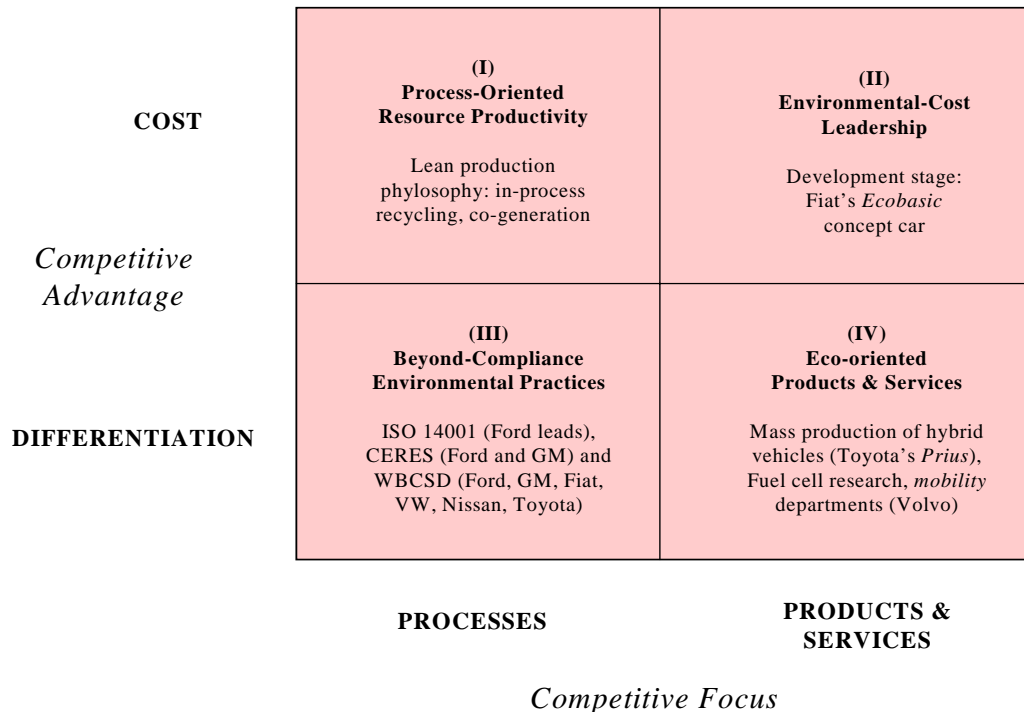 (I)
Process-Oriented
Resource Productivity
Lean production
phylosophy: in-process
recycling, co-generation
(II)
Environmental-Cost
Leadership
Development stage:
Fiat's Ecobasic
concept car
COST
Competitive
Advantage
(III)
Beyond-Compliance
Environmental Practices
ISO 14001 (Ford leads),
CERES (Ford and GM) and
WBCSD (Ford, GM, Fiat,
VW, Nissan, Toyota)
(IV)
Eco-oriented
Products & Services
Mass production of hybrid
vehicles (Toyota's Prius),
Fuel cell research, mobility
departments (Volvo)
DIFFERENTIATION
PROCESSES
PRODUCTS &
SERVICES
Competitive Focus